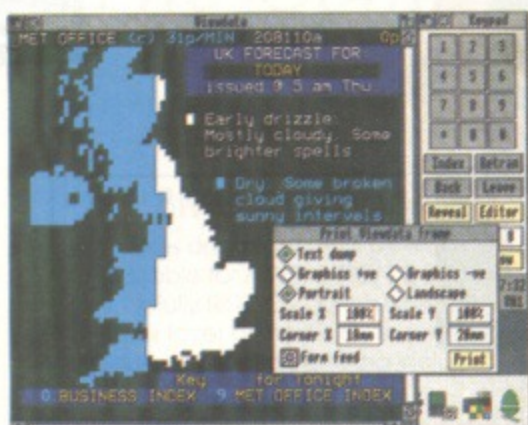 Viewdata
MET OFFICE (c) 31p/MIN 208110a 0p
UK FORECAST FOR
TODAY
issued @ 5 am Thu
Early drizzle.
Mostly cloudy. Some
brighter spells
Dry. Some broken
cloud giving
sunny intervals
Key for Tonight
0 BUSINESS INDEX 9 MET OFFICE INDEX
Keypad
1 2 3
4 5 6
7 8 9
* 0 #
Index Retran
Back Leave
Reveal Editor
Print Viewdata frame
Text dump
Graphics +ve Graphics -ve
Portrait Landscape
Scale X 100% Scale Y 100%
Corner X 10mm Corner Y 20mm
Form feed Print